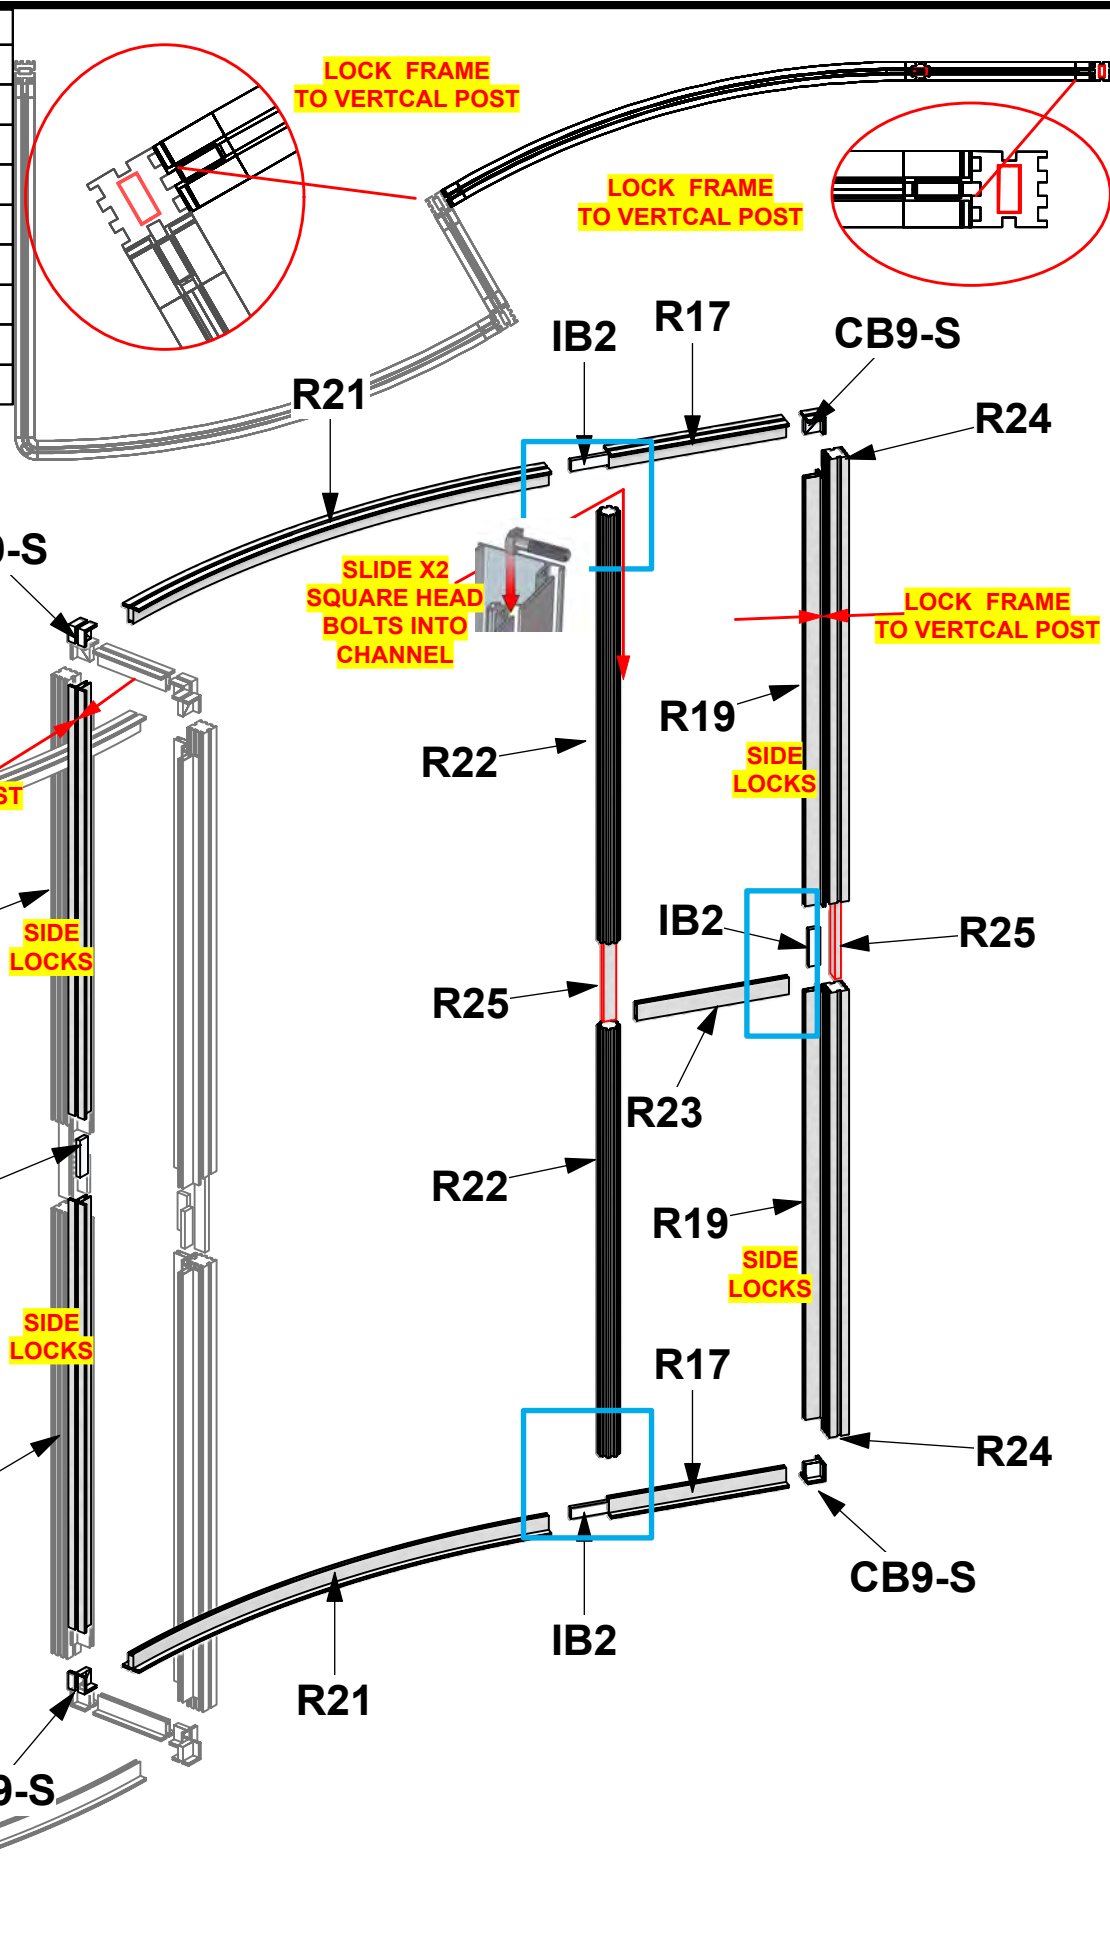 LOCK FRAME
TO VERTCAL POST
LOCK FRAME
TO VERTCAL POST
R17
IB2
CB9-S
R21
R24
9-S
SLIDE X2
SQUARE HEAD
BOLTS INTO
CHANNEL
LOCK FRAME
TO VERTCAL POST
R19
R22
SIDE
LOCKS
ST
SIDE
LOCKS
IB2
R25
R25
R23
R22
R19
SIDE
LOCKS
SIDE
LOCKS
R17
R24
CB9-S
IB2
R21
9-S